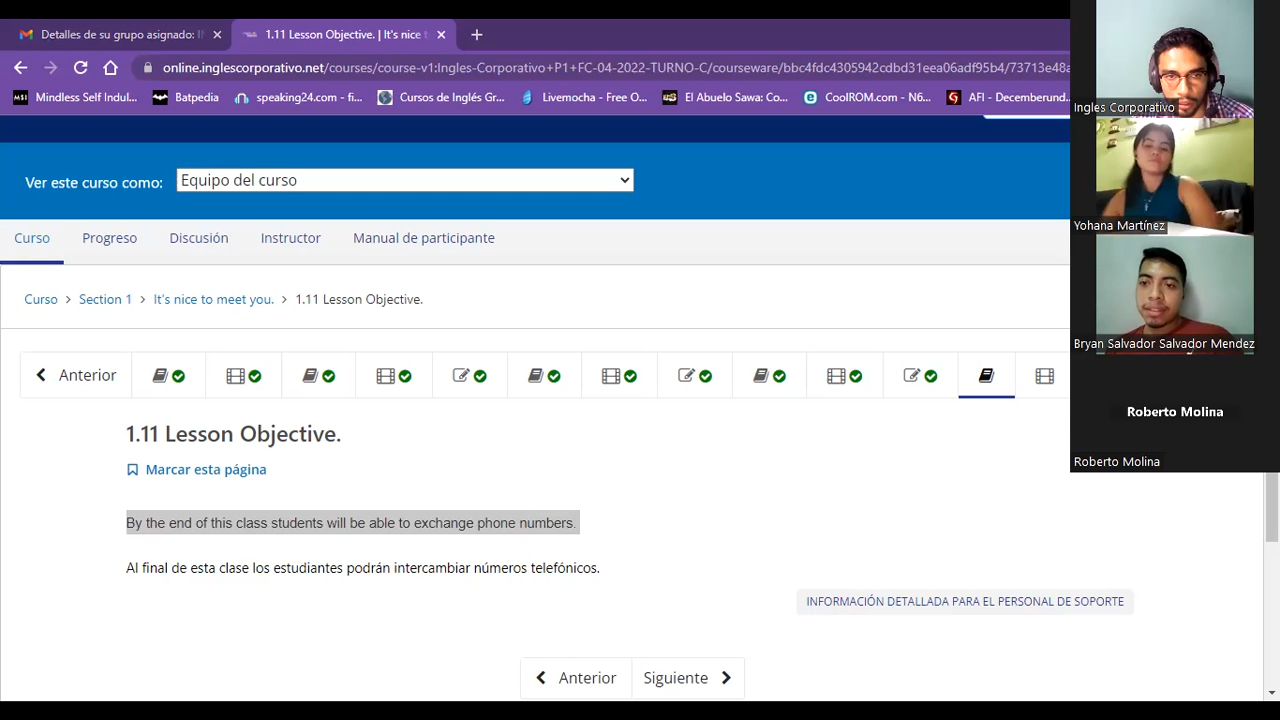 Detalles de su grupo asignado: I
1.11 Lesson Objective. | It's nice t
online.inglescorporativo.net/courses/course-v1:Ingles-Corporativo+P1+FC-04-2022-TURNO-C/courseware/bbc4fdc4305942cdbd31eea06adf95b4/73713e48a
Mindless Self Indul...
Batpedia
speaking24.com - fi...
Cursos de Inglés Gr...
Livemocha - Free O...
El Abuelo Sawa: Co...
CoolROM.com - N6...
AFI - Decemberund...
Ver este curso como:
Equipo del curso
Curso
Progreso
Discusión
Instructor
Manual de participante
Curso > Section 1 > It's nice to meet you. > 1.11 Lesson Objective.
Anterior
1.11 Lesson Objective.
Marcar esta página
By the end of this class students will be able to exchange phone numbers.
Al final de esta clase los estudiantes podrán intercambiar números telefónicos.
INFORMACIÓN DETALLADA PARA EL PERSONAL DE SOPORTE
Anterior
Siguiente
Ingles Corporativo
Yohana Martínez
Bryan Salvador Salvador Mendez
Roberto Molina
Roberto Molina